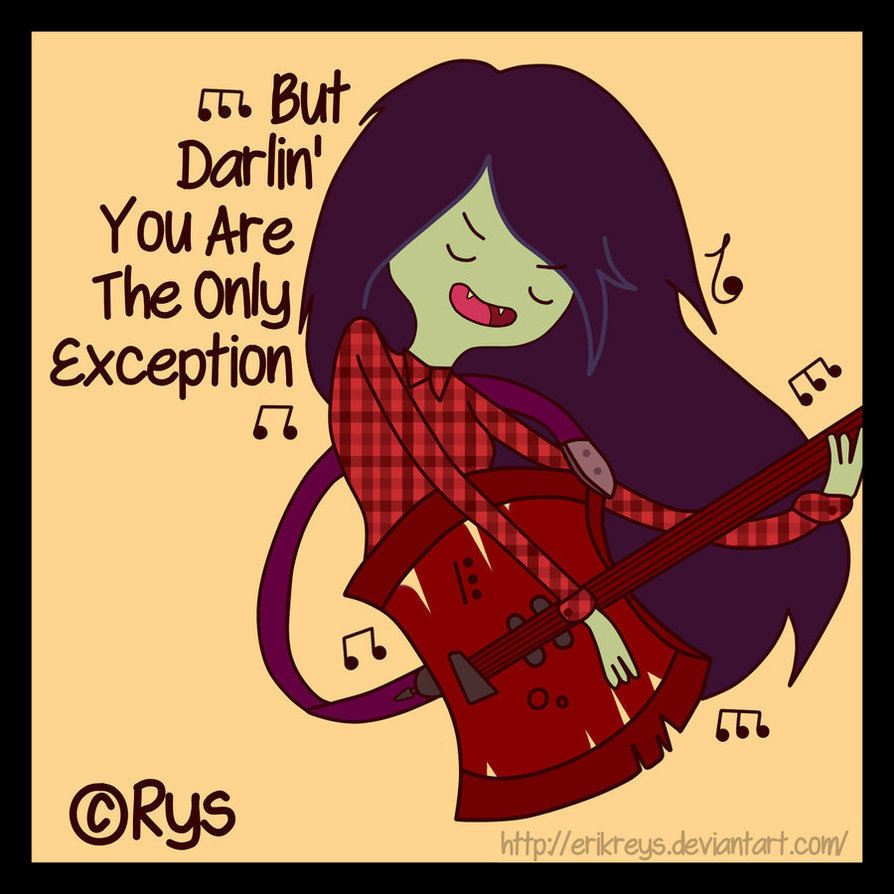 But
Darlin'
You Are
The Only
Exception
©Rys
http://erikreys.deviantart.com/